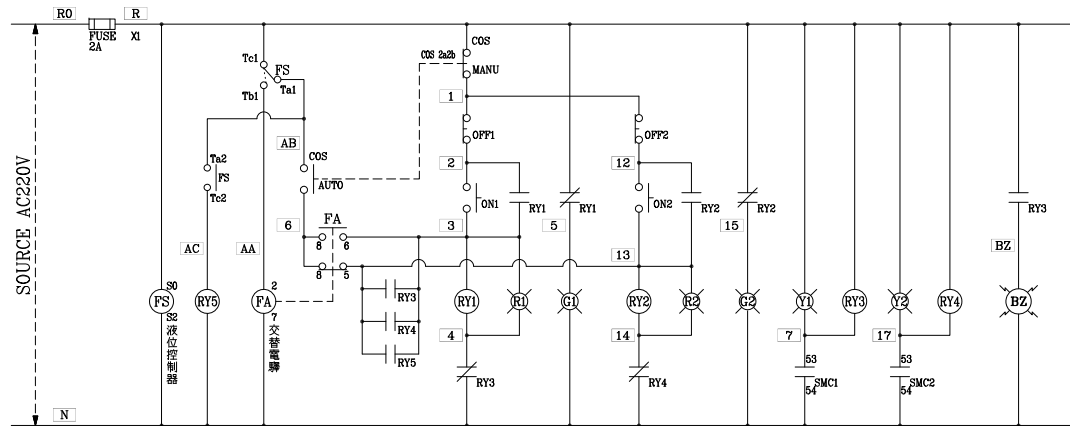 R0
R
FUSE
2A
X1
SOURCE AC220V
Tc1
FS
Ta1
Tb1
COS
COS 2a2b
MANU
1
OFF1
OFF2
AB
Ta2
FS
Tc2
COS
AUTO
2
12
ON1
RY1
RY1
ON2
RY2
RY2
RY3
6
FA
3
5
15
8
6
8
5
13
AC
AA
BZ
S0
FS
S2
液位控制器
RY5
2
FA
7
交替電驛
RY3
RY4
RY5
RY1
R1
G1
RY2
R2
G2
Y1
RY3
Y2
RY4
BZ
4
14
7
17
RY3
RY4
53
SMC1
54
53
SMC2
54
N